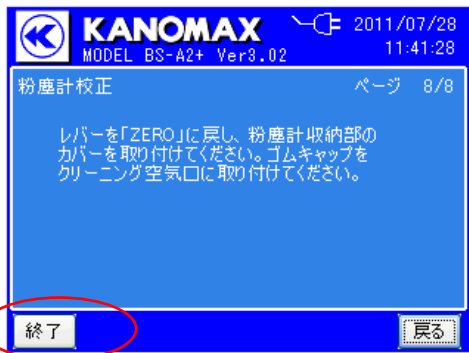 KANOMAX 2011/07/28
MODEL BS-A2+ Ver3.02 11:41:28
粉塵計校正 ページ 8/8
レバーを「ZERO」に戻し、粉塵計収納部の
カバーを取り付けてください。ゴムキャップを
クリーニング空気口に取り付けてください。
終了 戻る